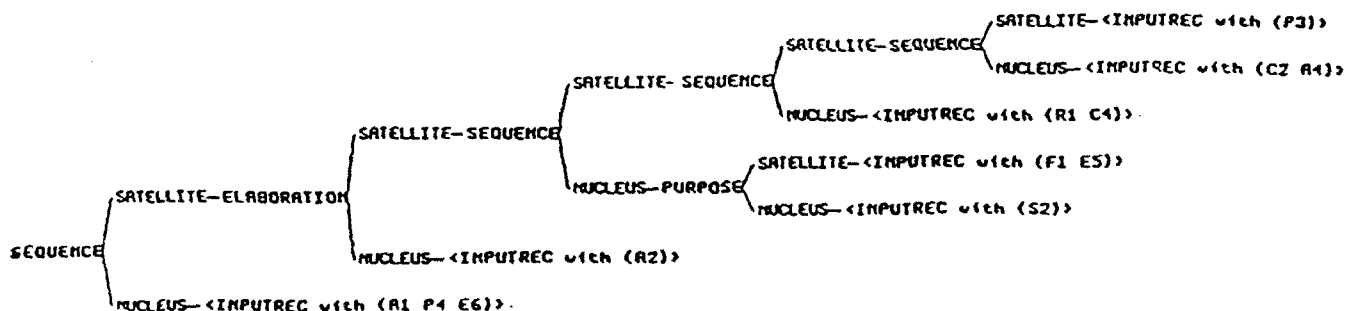 SATELLITE-<INPUTREC with (P3)>
SATELLITE-SEQUENCE
NUCLEUS-<INPUTREC with (C2 A4)>
SATELLITE-SEQUENCE
NUCLEUS-<INPUTREC with (R1 C4)>
SATELLITE-SEQUENCE
SATELLITE-<INPUTREC with (F1 E5)>
NUCLEUS-PURPOSE
SATELLITE-ELABORATION
NUCLEUS-<INPUTREC with (S2)>
SEQUENCE
NUCLEUS-<INPUTREC with (A2)>
NUCLEUS-<INPUTREC with (A1 P4 E6)>